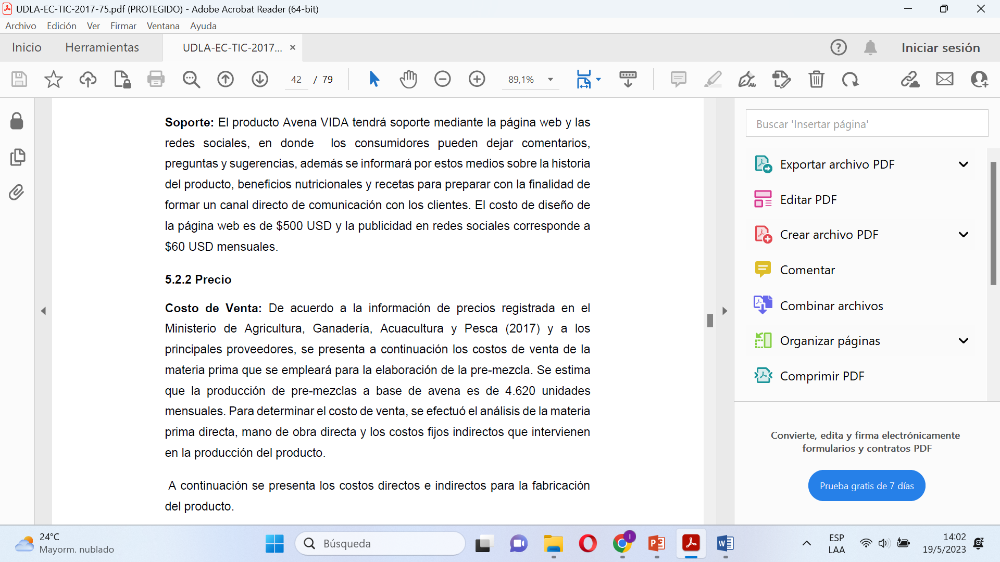 UDLA-EC-TIC-2017-75.pdf (PROTEGIDO) - Adobe Acrobat Reader (64-bit)
Archivo Edición Ver Firmar Ventana Ayuda
Inicio Herramientas UDLA-EC-TIC-2017... × Iniciar sesión
42 / 79 89,1%
Soporte: El producto Avena VIDA tendrá soporte mediante la página web y las
redes sociales, en donde los consumidores pueden dejar comentarios,
preguntas y sugerencias, además se informará por estos medios sobre la historia
del producto, beneficios nutricionales y recetas para preparar con la finalidad de
formar un canal directo de comunicación con los clientes. El costo de diseño de
la página web es de $500 USD y la publicidad en redes sociales corresponde a
$60 USD mensuales.
5.2.2 Precio
Costo de Venta: De acuerdo a la información de precios registrada en el
Ministerio de Agricultura, Ganadería, Acuacultura y Pesca (2017) y a los
principales proveedores, se presenta a continuación los costos de venta de la
materia prima que se empleará para la elaboración de la pre-mezcla. Se estima
que la producción de pre-mezclas a base de avena es de 4.620 unidades
mensuales. Para determinar el costo de venta, se efectuó el análisis de la materia
prima directa, mano de obra directa y los costos fijos indirectos que intervienen
en la producción del producto.
A continuación se presenta los costos directos e indirectos para la fabricación
del producto.
Buscar 'Insertar página'
Exportar archivo PDF
Editar PDF
Crear archivo PDF
Comentar
Combinar archivos
Organizar páginas
Comprimir PDF
Convierte, edita y firma electrónicamente
formularios y contratos PDF
Prueba gratis de 7 días
24°C
Mayorm. nublado
Búsqueda
ESP
LAA
14:02
19/5/2023